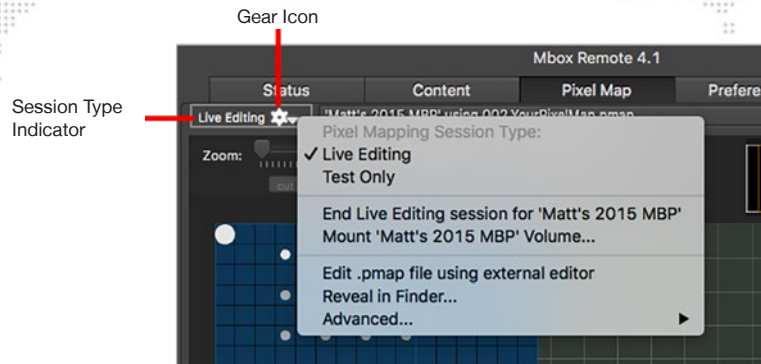 Gear Icon
Mbox Remote 4.1
Status Content Pixel Map Prefere
Session Type
Indicator
Live Editing 'Matt's 2015 MBP' using 002.YourPixelMap.pmap
Pixel Mapping Session Type:
Zoom:
✓ Live Editing
cut
Test Only
End Live Editing session for 'Matt's 2015 MBP'
Mount 'Matt's 2015 MBP' Volume...
Edit .pmap file using external editor
Reveal in Finder...
Advanced...